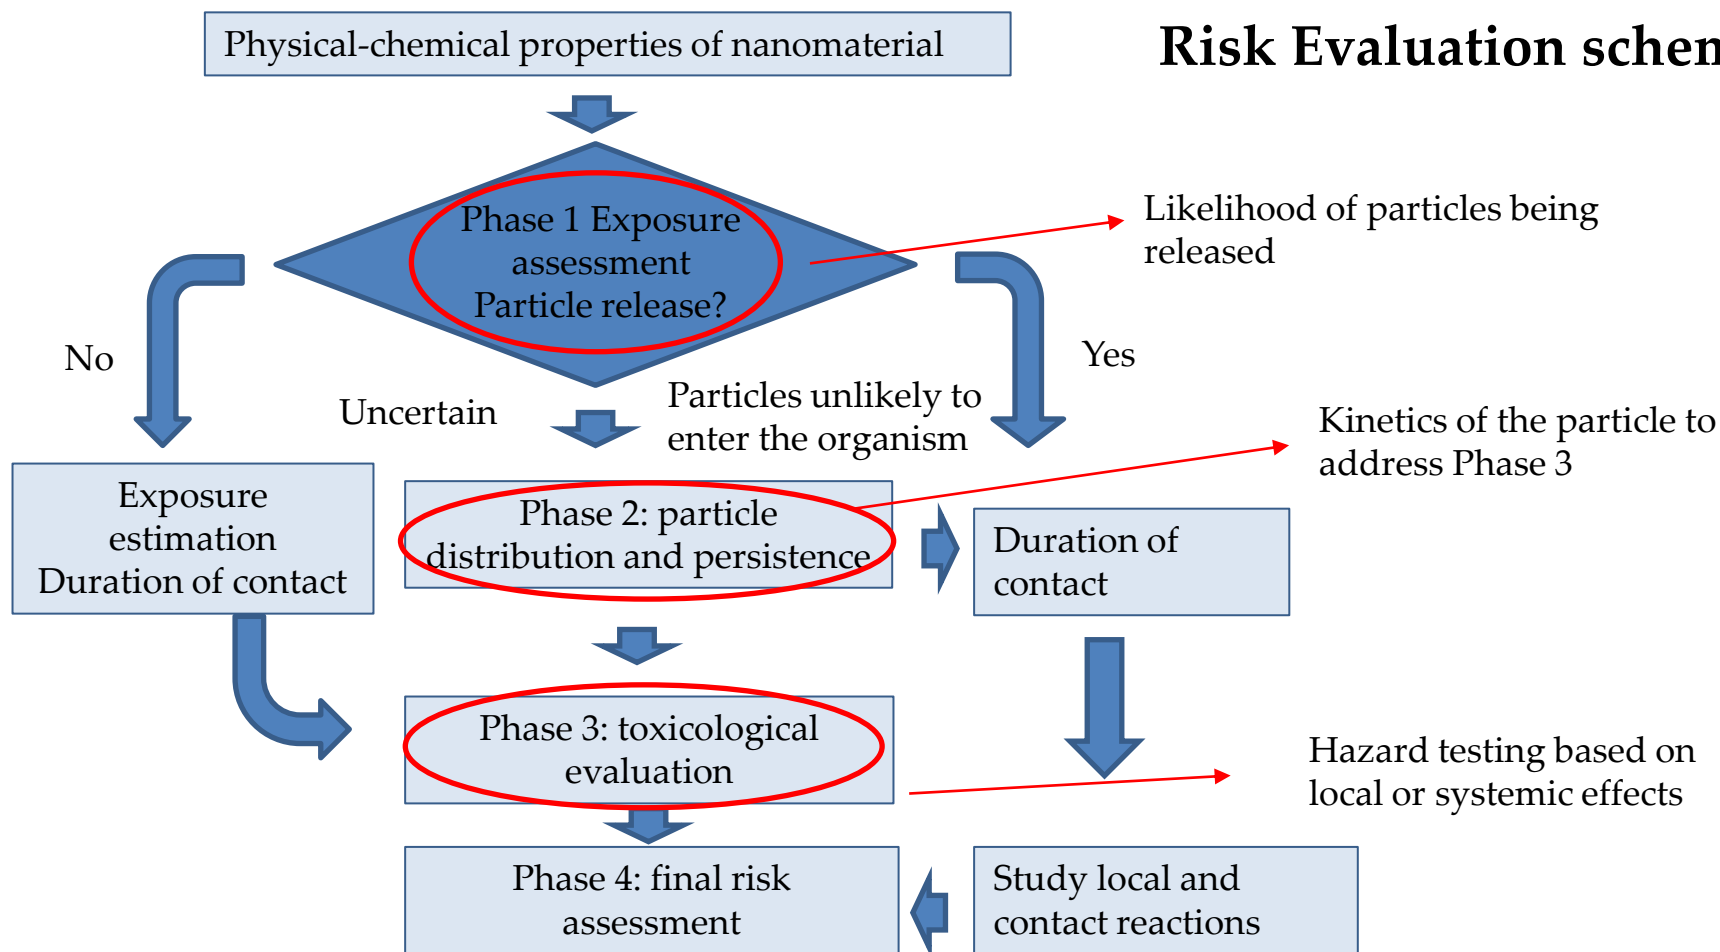 Physical-chemical properties of nanomaterial
Risk Evaluation schem
Phase 1 Exposure
assessment
Particle release?
Likelihood of particles being
released
No
Yes
Uncertain
Particles unlikely to
enter the organism
Kinetics of the particle to
address Phase 3
Exposure
estimation
Duration of contact
Phase 2: particle
distribution and persistence
Duration of
contact
Phase 3: toxicological
evaluation
Hazard testing based on
local or systemic effects
Phase 4: final risk
assessment
Study local and
contact reactions